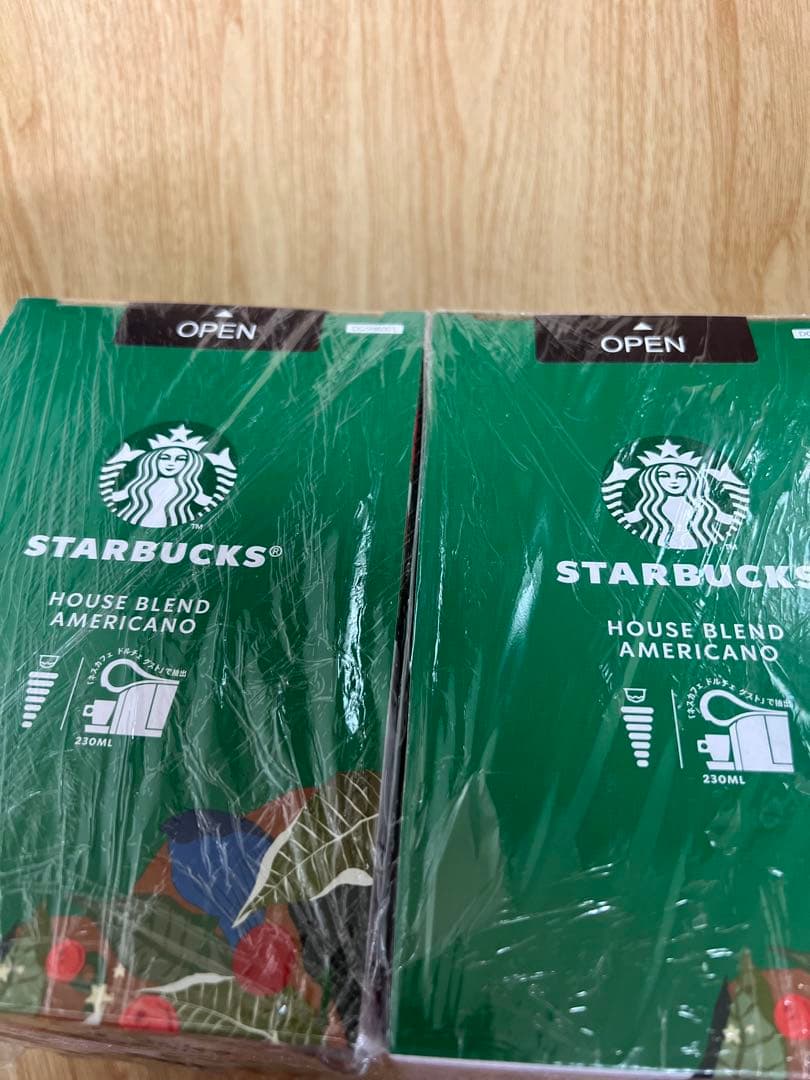 OPEN
STARBUCKS®
HOUSE BLEND
AMERICANO
「ネスカフェ ドルチェ グスト」で抽出
230ML
OPEN
STARBUCKS
HOUSE BLEND
AMERICANO
「ネスカフェ ドルチェ グスト」で抽出
230ML